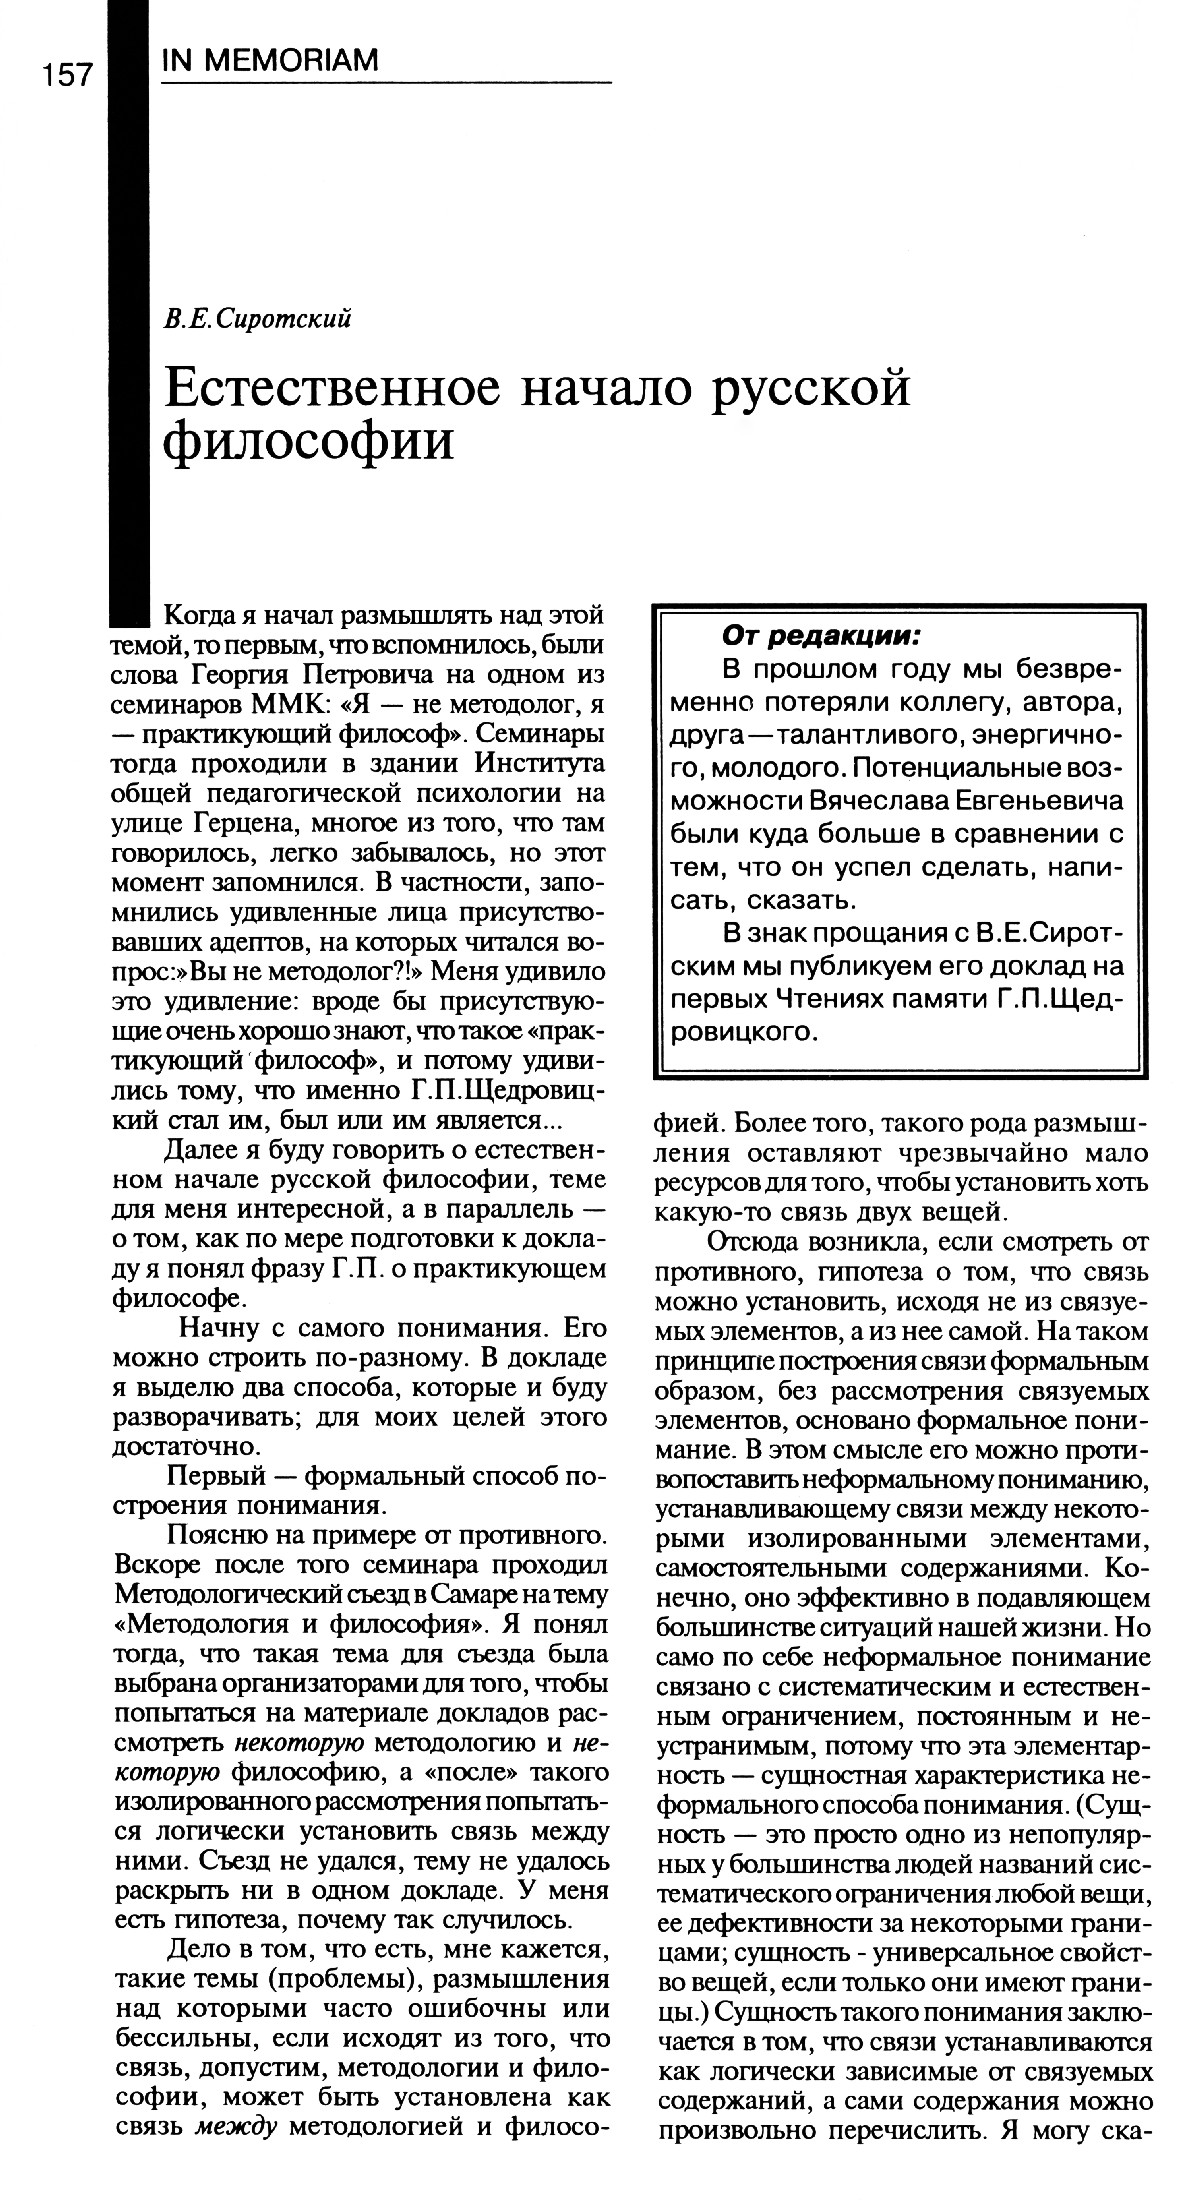 157
IN MEMORIAM
В.Е.Сиротский
Естественное начало русской
философии
Когда я начал размышлять над этой
темой, то первым, что вспомнилось, были
слова Георгия Петровича на одном из
семинаров ММК: «Я — не методолог, я
— практикующий философ». Семинары
тогда проходили в здании Института
общей педагогической психологии на
улице Герцена, многое из того, что там
говорилось, легко забывалось, но этот
момент запомнился. В частности, запо-
мнились удивленные лица присутство-
вавших адептов, на которых читался во-
прос:»Вы не методолог?!» Меня удивило
это удивление: вроде бы присутствую-
щие очень хорошо знают, что такое «прак-
тикующий философ», и потому удиви-
лись тому, что именно Г.П.Щедровиц-
кий стал им, был или им является...
Далее я буду говорить о естествен-
ном начале русской философии, теме
для меня интересной, а в параллель —
о том, как по мере подготовки к докла-
ду я понял фразу Г.П. о практикующем
философе.
Начну с самого понимания. Его
можно строить по-разному. В докладе
я выделю два способа, которые и буду
разворачивать; для моих целей этого
достаточно.
Первый — формальный способ по-
строения понимания.
Поясню на примере от противного.
Вскоре после того семинара проходил
Методологический съезд в Самаре на тему
«Методология и философия». Я понял
тогда, что такая тема для съезда была
выбрана организаторами для того, чтобы
попытаться на материале докладов рас-
смотреть некоторую методологию и не-
которую философию, а «после» такого
изолированного рассмотрения попытать-
ся логически установить связь между
ними. Съезд не удался, тему не удалось
раскрыть ни в одном докладе. У меня
есть гипотеза, почему так случилось.
Дело в том, что есть, мне кажется,
такие темы (проблемы), размышления
над которыми часто ошибочны или
бессильны, если исходят из того, что
связь, допустим, методологии и фило-
софии, может быть установлена как
связь между методологией и филосо-
От редакции:
В прошлом году мы безвре-
менно потеряли коллегу, автора,
друга—талантливого, энергично-
го, молодого. Потенциальные воз-
можности Вячеслава Евгеньевича
были куда больше в сравнении с
тем, что он успел сделать, напи-
сать, сказать.
В знак прощания с В.Е.Сирот-
ским мы публикуем его доклад на
первых Чтениях памяти Г.П.Щед-
ровицкого.
фией. Более того, такого рода размыш-
ления оставляют чрезвычайно мало
ресурсов для того, чтобы установить хоть
какую-то связь двух вещей.
Отсюда возникла, если смотреть от
противного, гипотеза о том, что связь
можно установить, исходя не из связуе-
мых элементов, а из нее самой. На таком
принципе построения связи формальным
образом, без рассмотрения связуемых
элементов, основано формальное пони-
мание. В этом смысле его можно проти-
вопоставить неформальному пониманию,
устанавливающему связи между некото-
рыми изолированными элементами,
самостоятельными содержаниями. Ко-
нечно, оно эффективно в подавляющем
большинстве ситуаций нашей жизни. Но
само по себе неформальное понимание
связано с систематическим и естествен-
ным ограничением, постоянным и не-
устранимым, потому что эта элементар-
ность — сущностная характеристика не-
формального способа понимания. (Сущ-
ность — это просто одно из непопуляр-
ных у большинства людей названий сис-
тематического ограничения любой вещи,
ее дефективности за некоторыми грани-
цами; сущность - универсальное свойст-
во вещей, если только они имеют грани-
цы.) Сущность такого понимания заклю-
чается в том, что связи устанавливаются
как логически зависимые от связуемых
содержаний, а сами содержания можно
произвольно перечислить. Я могу ска-